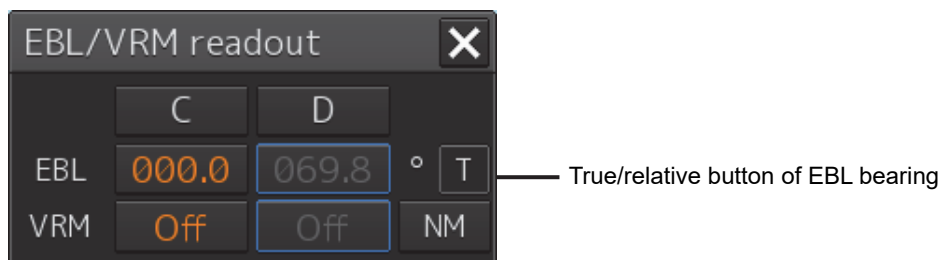 EBL/VRM readout
C D
EBL 000.0 069.8 ° T
True/relative button of EBL bearing
VRM Off Off NM